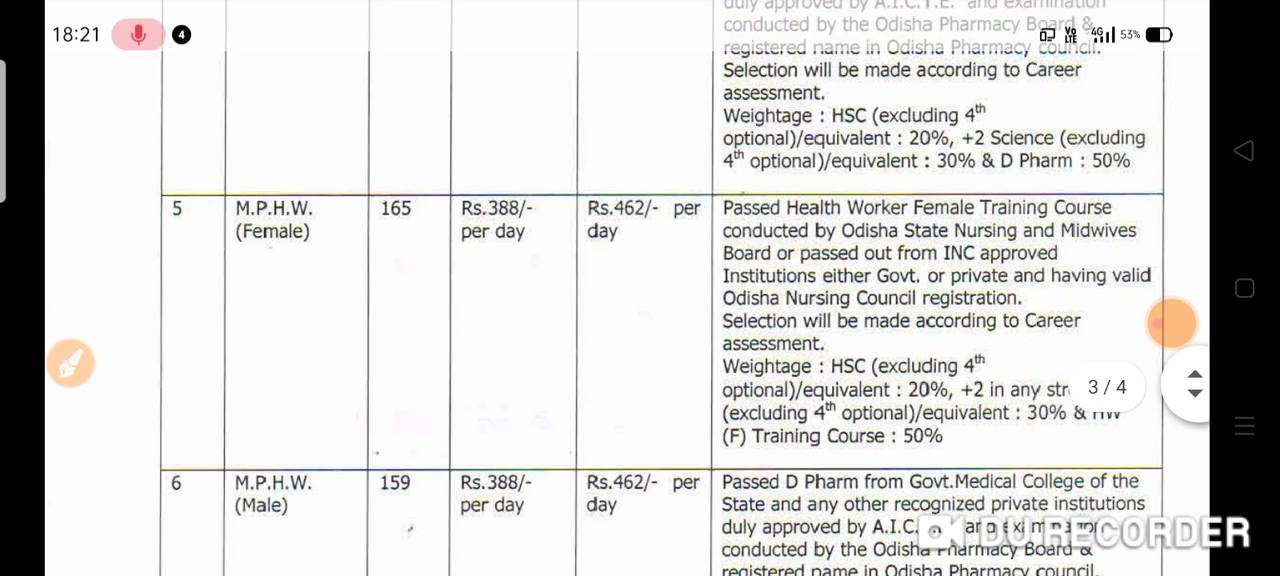 duly approved by A.I.C.T.E. and examination
18:21
4
conducted by the Odisha Pharmacy Board &
4G
53%
registered name in Odisha Pharmacy council.
Selection will be made according to Career
assessment.
Weightage : HSC (excluding 4th
optional)/equivalent : 20%, +2 Science (excluding
4th optional)/equivalent : 30% & D Pharm : 50%
5
M.P.H.W.
(Female)
165
Rs.388/-
per day
Rs.462/- per
day
Passed Health Worker Female Training Course
conducted by Odisha State Nursing and Midwives
Board or passed out from INC approved
Institutions either Govt. or private and having valid
Odisha Nursing Council registration.
Selection will be made according to Career
assessment.
Weightage : HSC (excluding 4th
optional)/equivalent : 20%, +2 in any
(excluding 4th optional)/equivalent : 30% & HW
(F) Training Course : 50%
3 / 4
6
M.P.H.W.
(Male)
159
Rs.388/-
per day
Rs.462/- per
day
Passed D Pharm from Govt.Medical College of the
State and any other recognized private institutions
duly approved by A.I.C. and examination
conducted by the Odisha Pharmacy Board &
registered name in Odisha Pharmacy council.
DU RECORDER